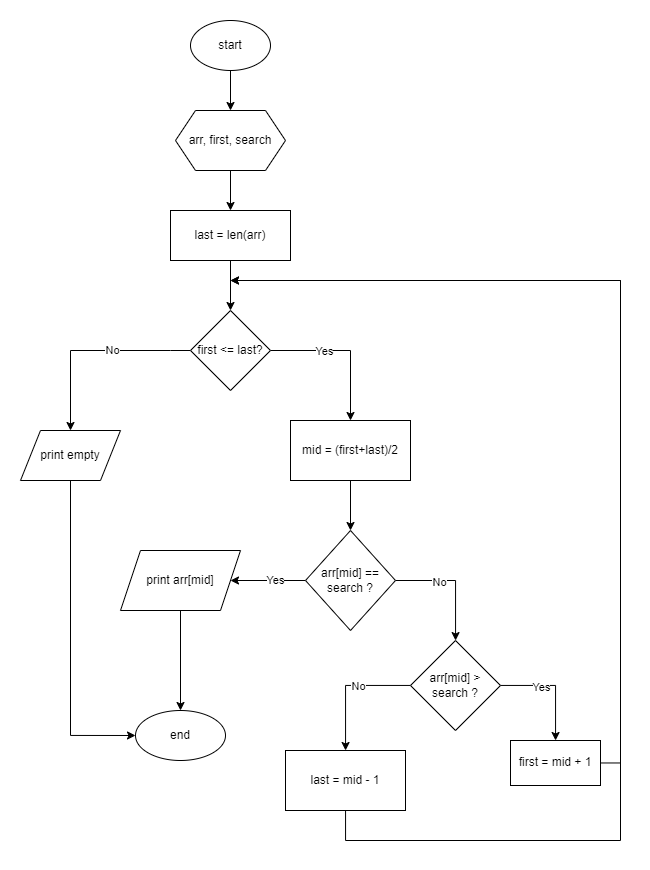 start
arr, first, search
last = len(arr)
first <= last?
No
Yes
mid = (first+last)/2
print empty
arr[mid] ==
search ?
Yes
No
print arr[mid]
arr[mid] >
search ?
No
Yes
end
last = mid - 1
first = mid + 1